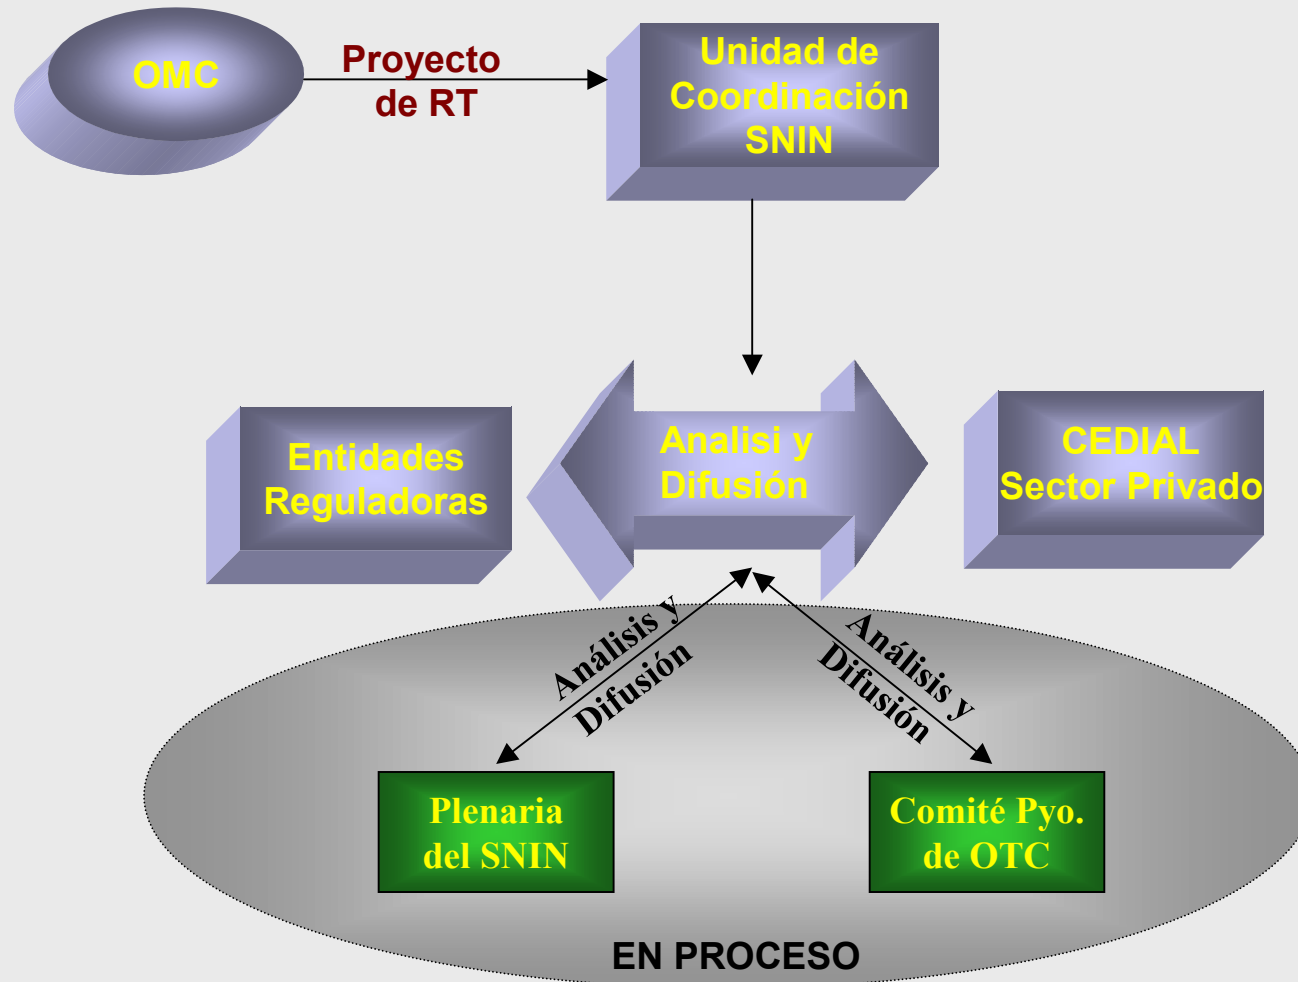 OMC
Proyecto
de RT
Unidad de
Coordinación
SNIN
Entidades
Reguladoras
Analisi y
Difusión
CEDIAL
Sector Privado
Análisis y
Difusión
Análisis y
Difusión
Plenaria
del SNIN
Comité Pyo.
de OTC
EN PROCESO